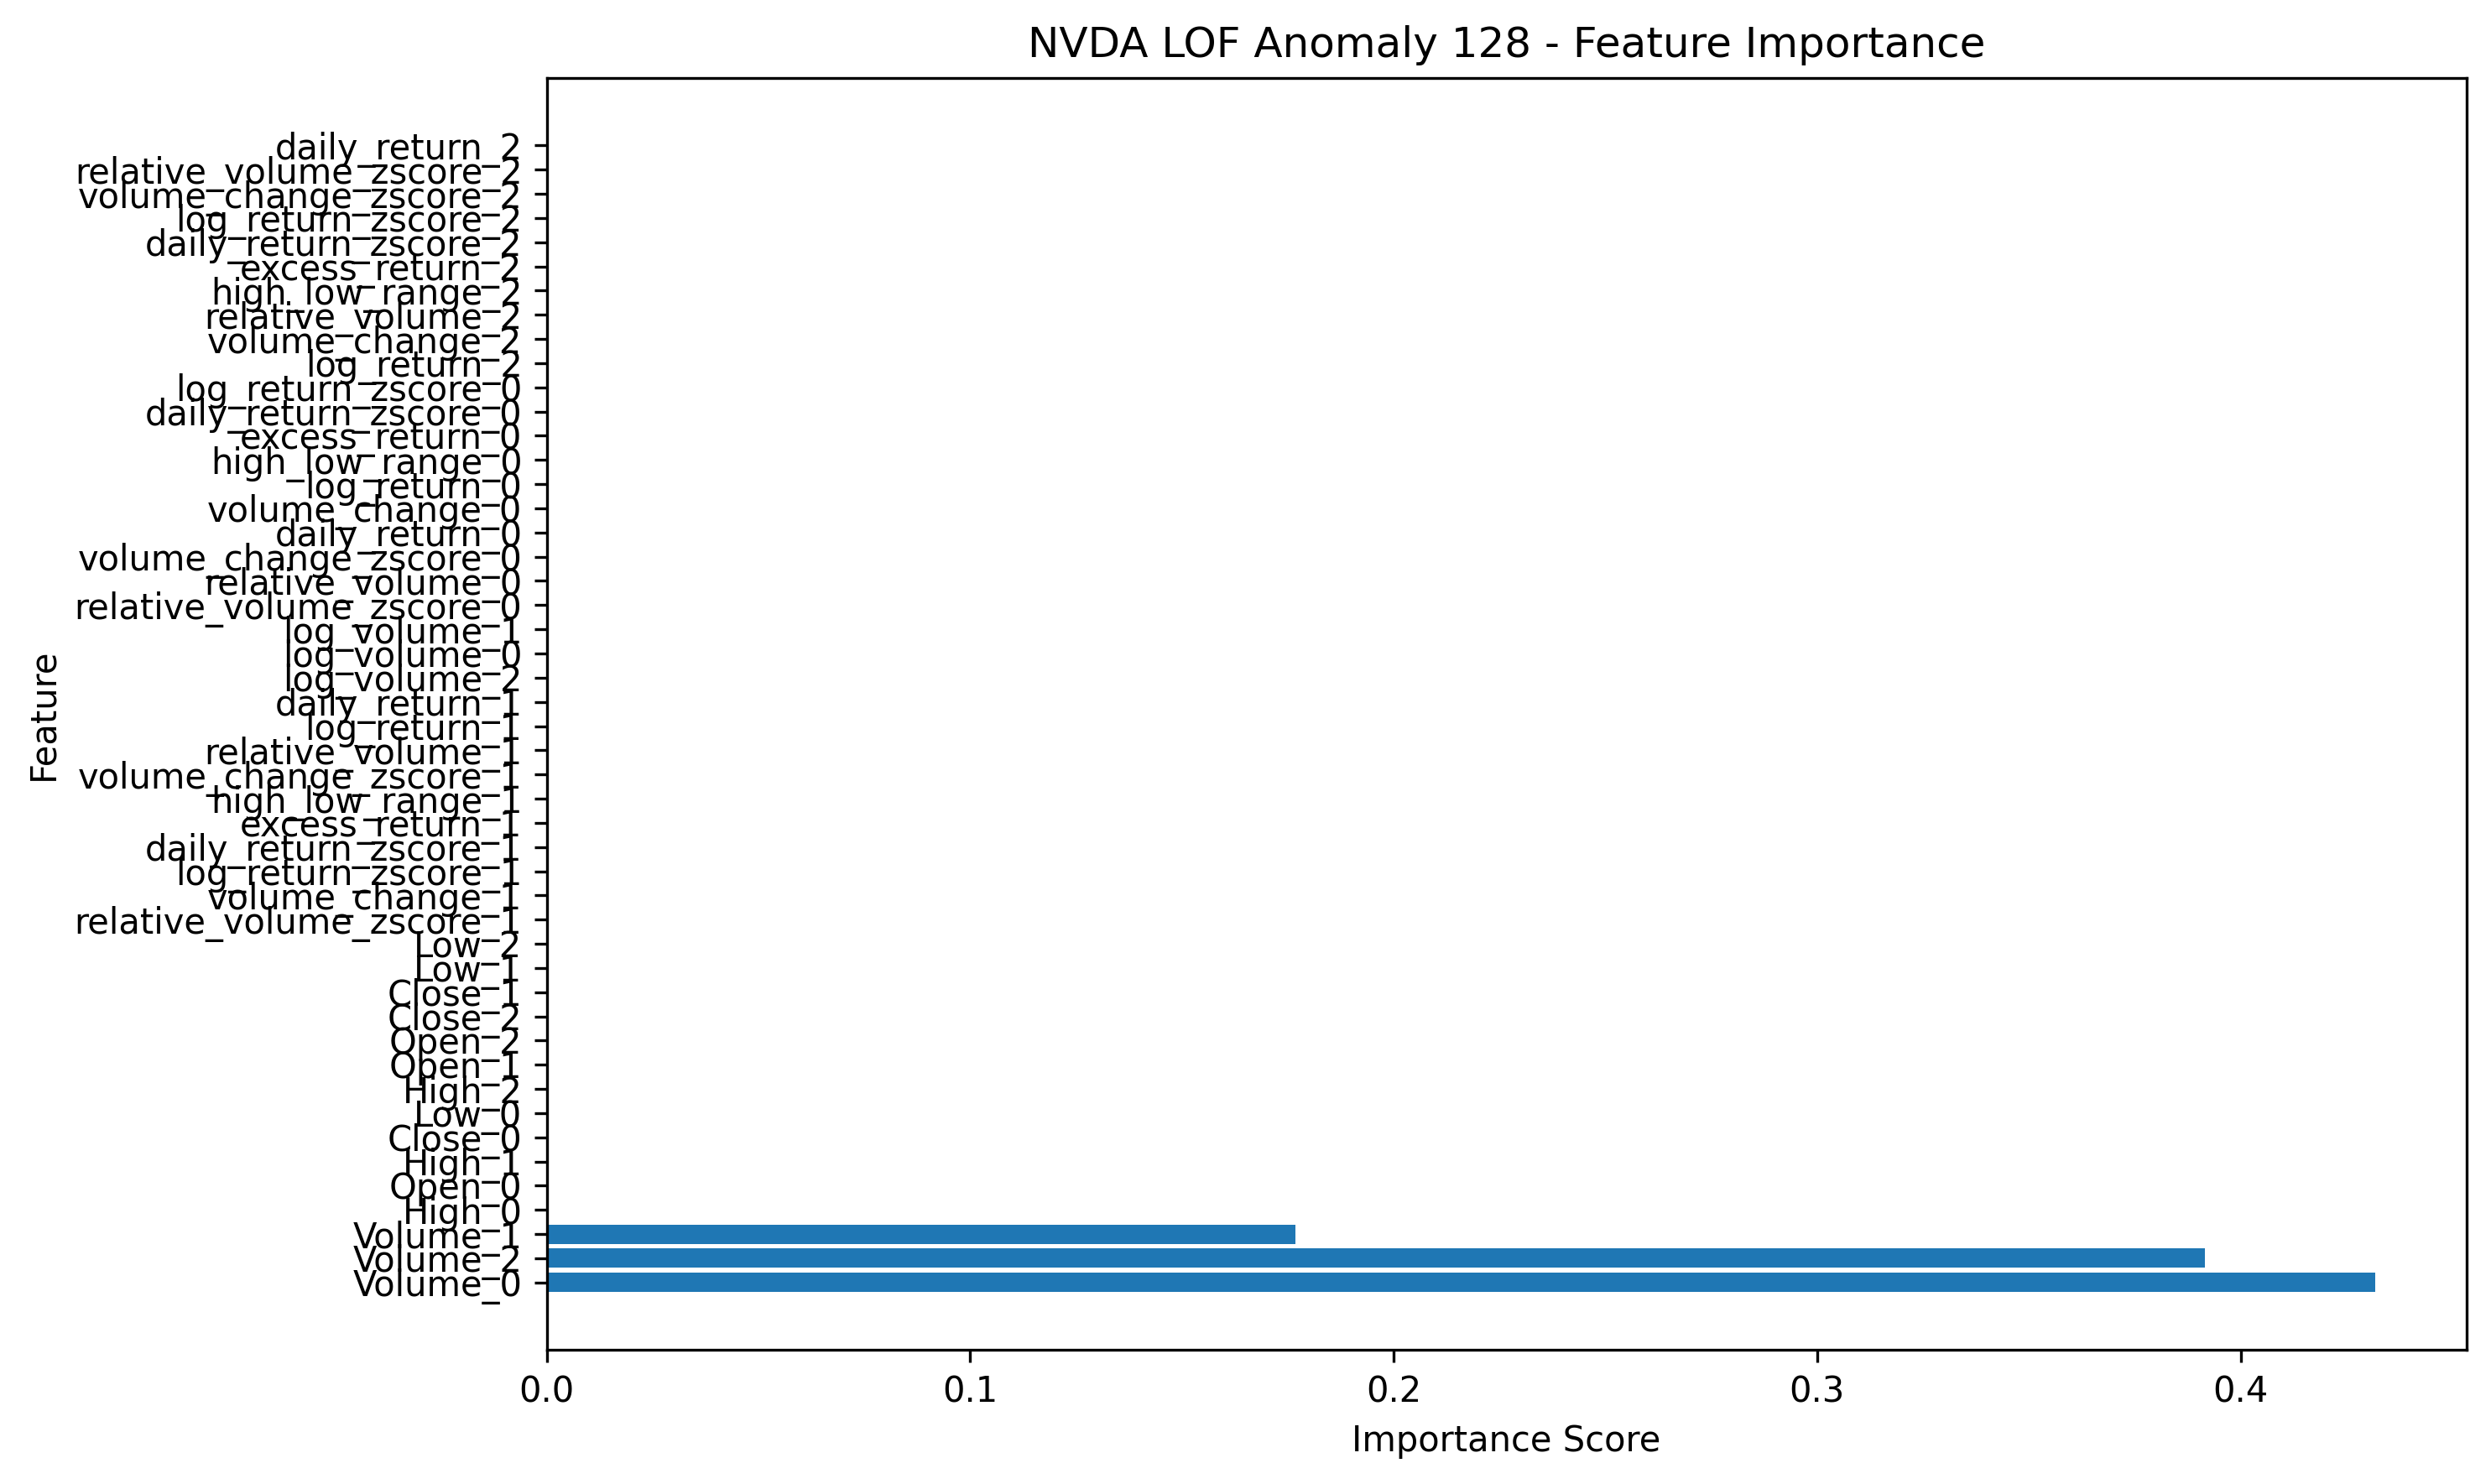 NVDA LOF Anomaly 128 - Feature Importance
daily_return_2
relative_volume_zscore_2
volume_change_zscore_2
log_return_zscore_2
daily_return_zscore_2
excess_return_2
high_low_range_2
relative_volume_2
volume_change_2
log_return_2
log_return_zscore_0
daily_return_zscore_0
excess_return_0
high_low_range_0
log_return_0
volume_change_0
daily_return_0
volume_change_zscore_0
relative_volume_0
relative_volume_zscore_0
log_volume_1
log_volume_0
log_volume_2
daily_return_1
log_return_1
relative_volume_1
volume_change_zscore_1
high_low_range_1
excess_return_1
daily_return_zscore_1
log_return_zscore_1
volume_change_1
relative_volume_zscore_1
Low_2
Low_1
Close_1
Close_2
Open_2
Open_1
High_2
Low_0
Close_0
High_1
Open_0
High_0
Volume_1
Volume_2
Volume_0
Feature
0.0 0.1 0.2 0.3 0.4
Importance Score